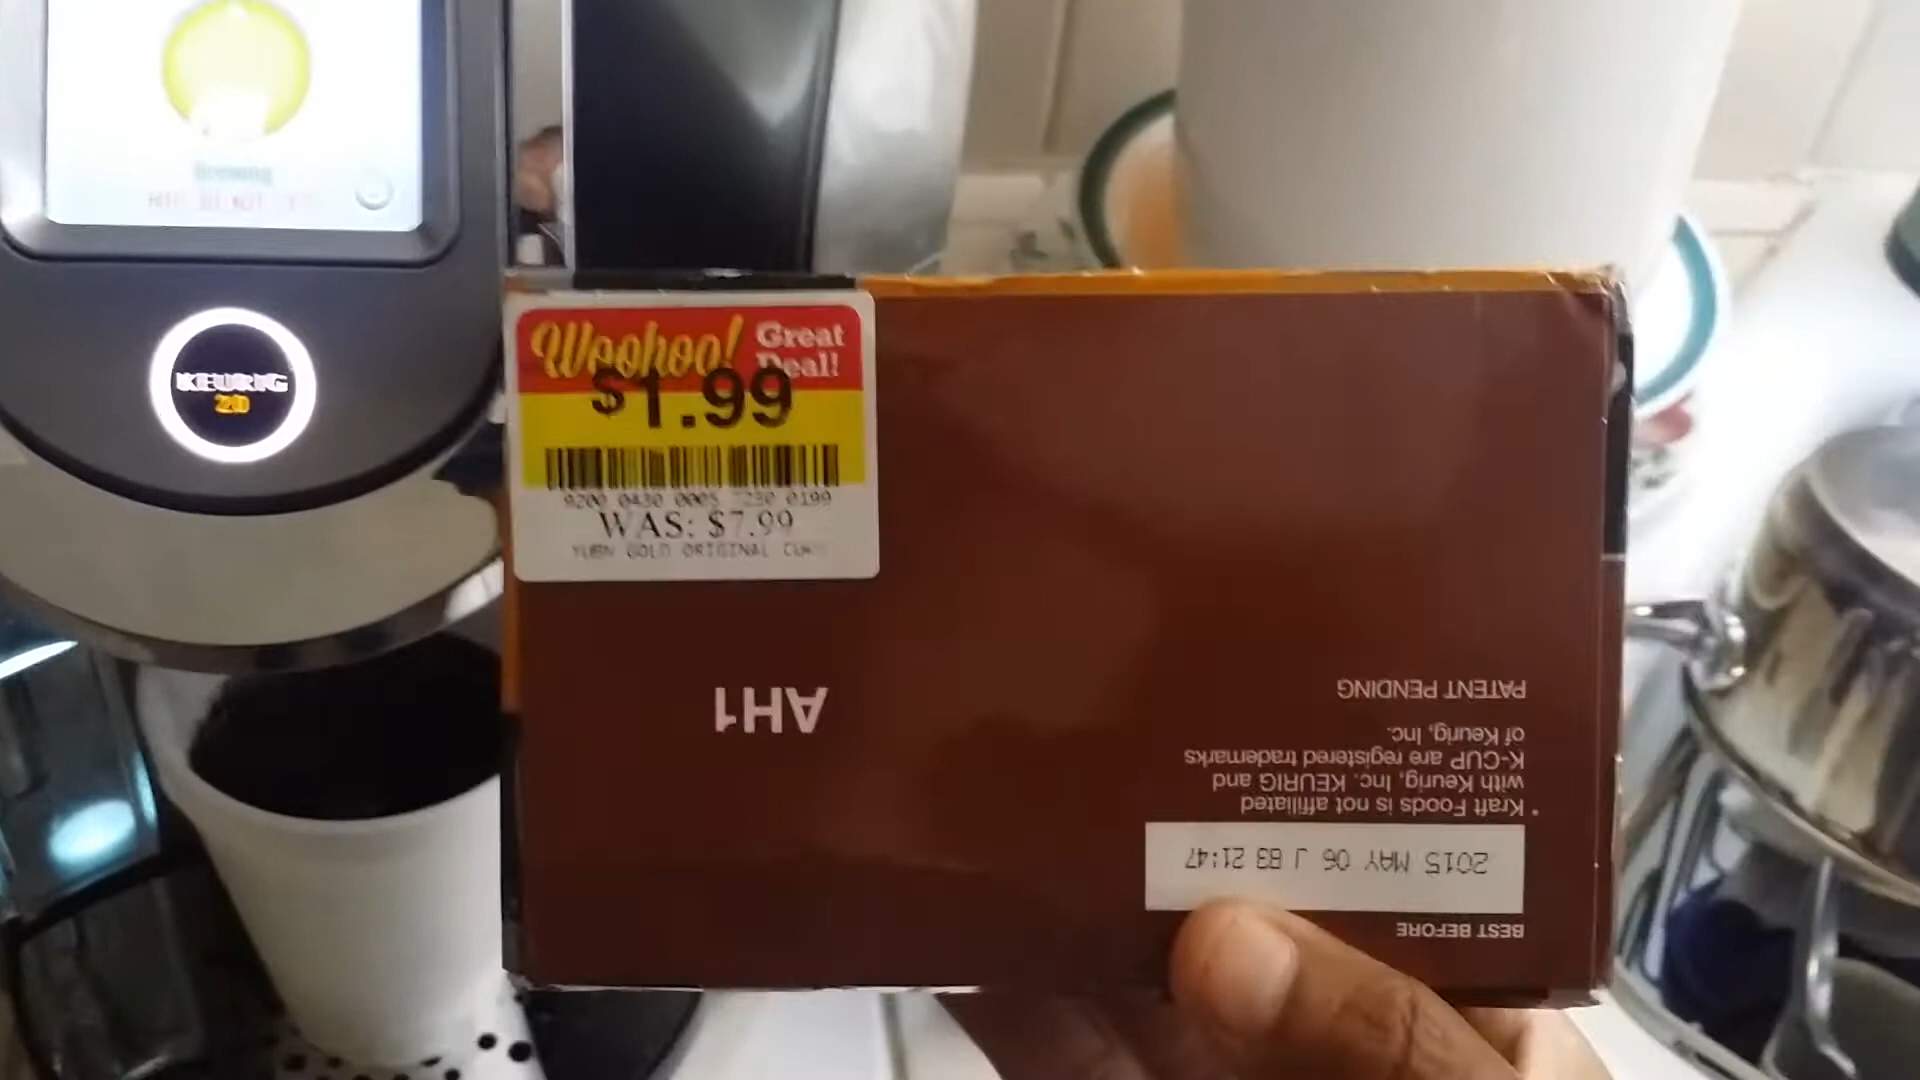 Brewing
KEURIG
2.0
Woohoo! Great
Deal!
$1.99
9200 0430 0005 7230 0199
WAS: $7.99
YUBN GOLD ORIGINAL
AH1
BEST BEFORE
2015 MAY 06 J B3 21:47
* Kraft Foods is not affiliated
with Keurig, Inc. KEURIG and
K-CUP are registered trademarks
of Keurig, Inc.
PATENT PENDING